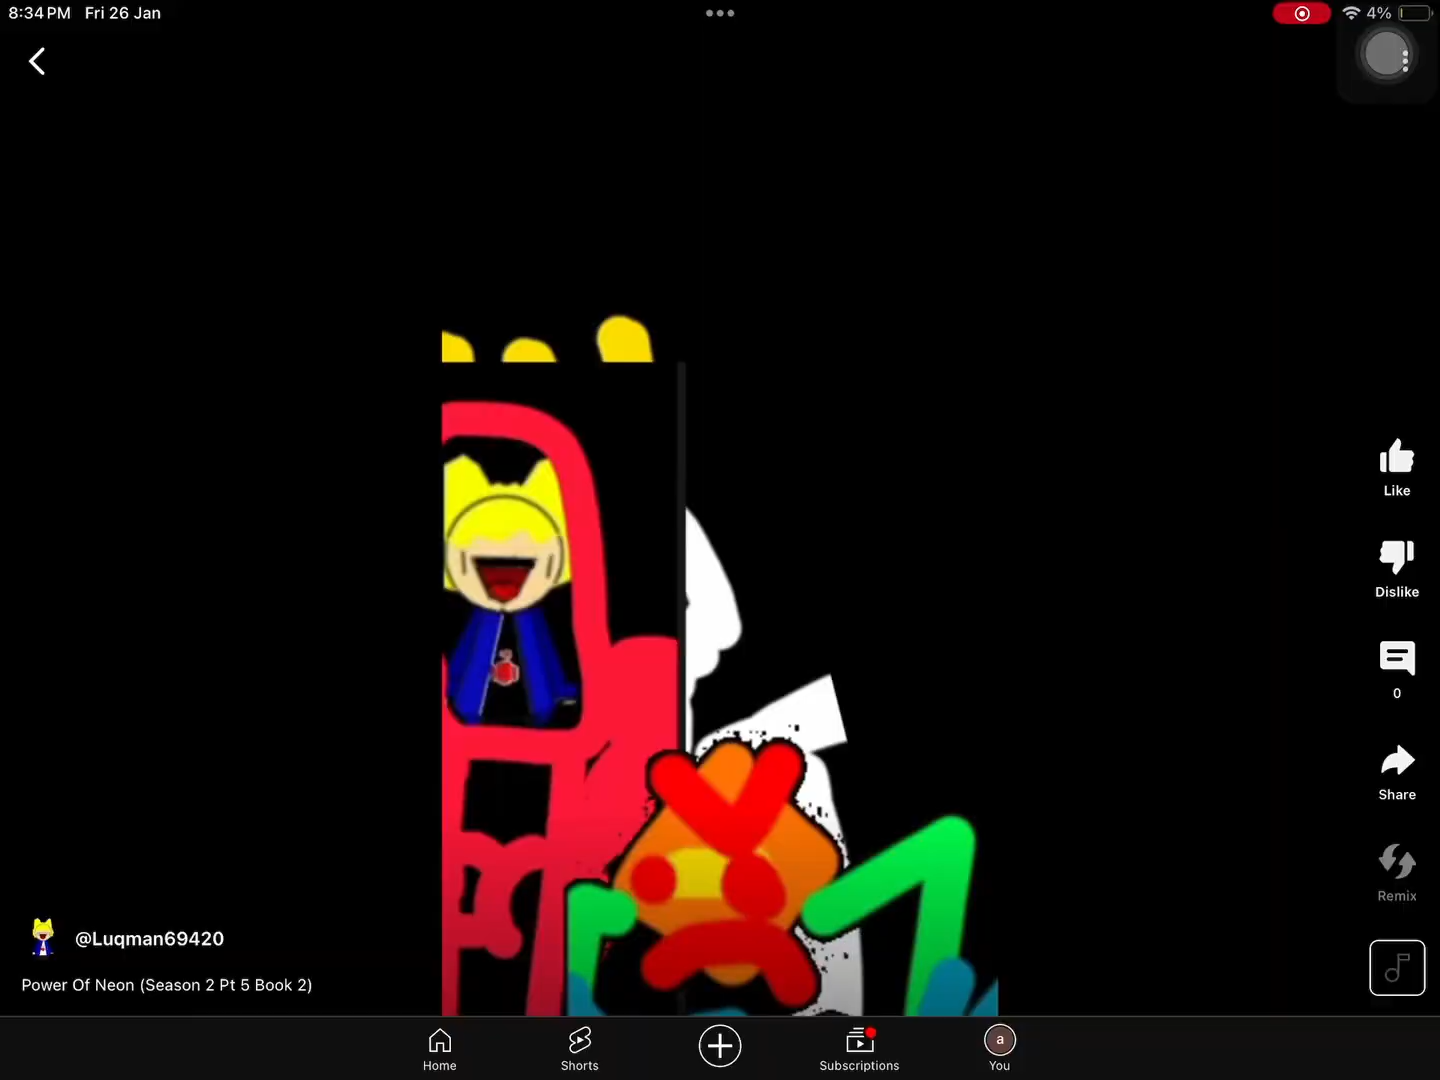 8:34 PM Fri 26 Jan
4%
Like
Dislike
0
Share
Remix
@Luqman69420
Power Of Neon (Season 2 Pt 5 Book 2)
Home
Shorts
Subscriptions
a
You